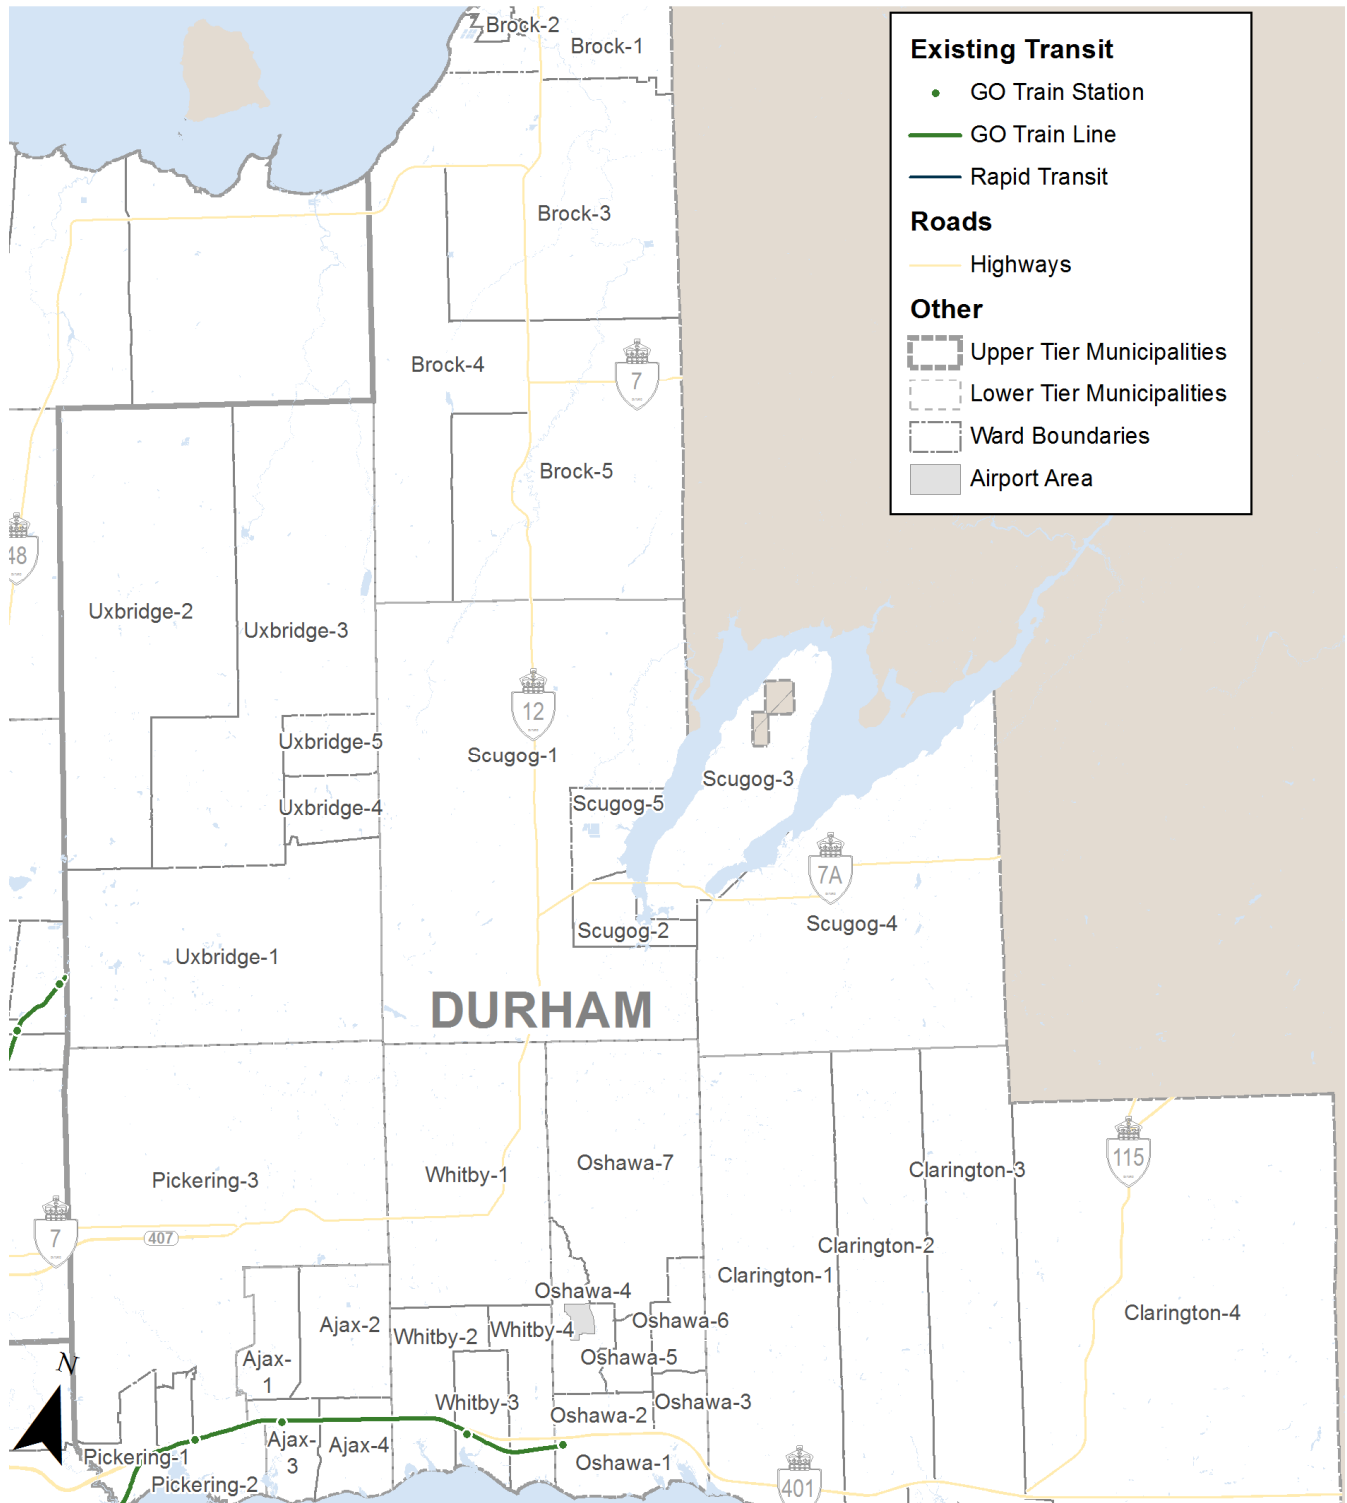 Brock-2
Brock-1
Existing Transit
GO Train Station
GO Train Line
Rapid Transit
Roads
Highways
Other
Upper Tier Municipalities
Lower Tier Municipalities
Ward Boundaries
Airport Area
Brock-3
Brock-4
7
Brock-5
48
Uxbridge-2
Uxbridge-3
12
Uxbridge-5
Scugog-1
Scugog-3
Uxbridge-4
Scugog-5
7A
Scugog-4
Scugog-2
Uxbridge-1
DURHAM
Pickering-3
Whitby-1
Oshawa-7
Clarington-3
115
7
407
Clarington-2
Clarington-1
Oshawa-4
Clarington-4
Ajax-2
Whitby-2
Whitby-4
Oshawa-6
N
Ajax-
1
Oshawa-5
Whitby-3
Oshawa-3
Oshawa-2
Ajax-
3
Ajax-4
Pickering-1
Oshawa-1
Pickering-2
401